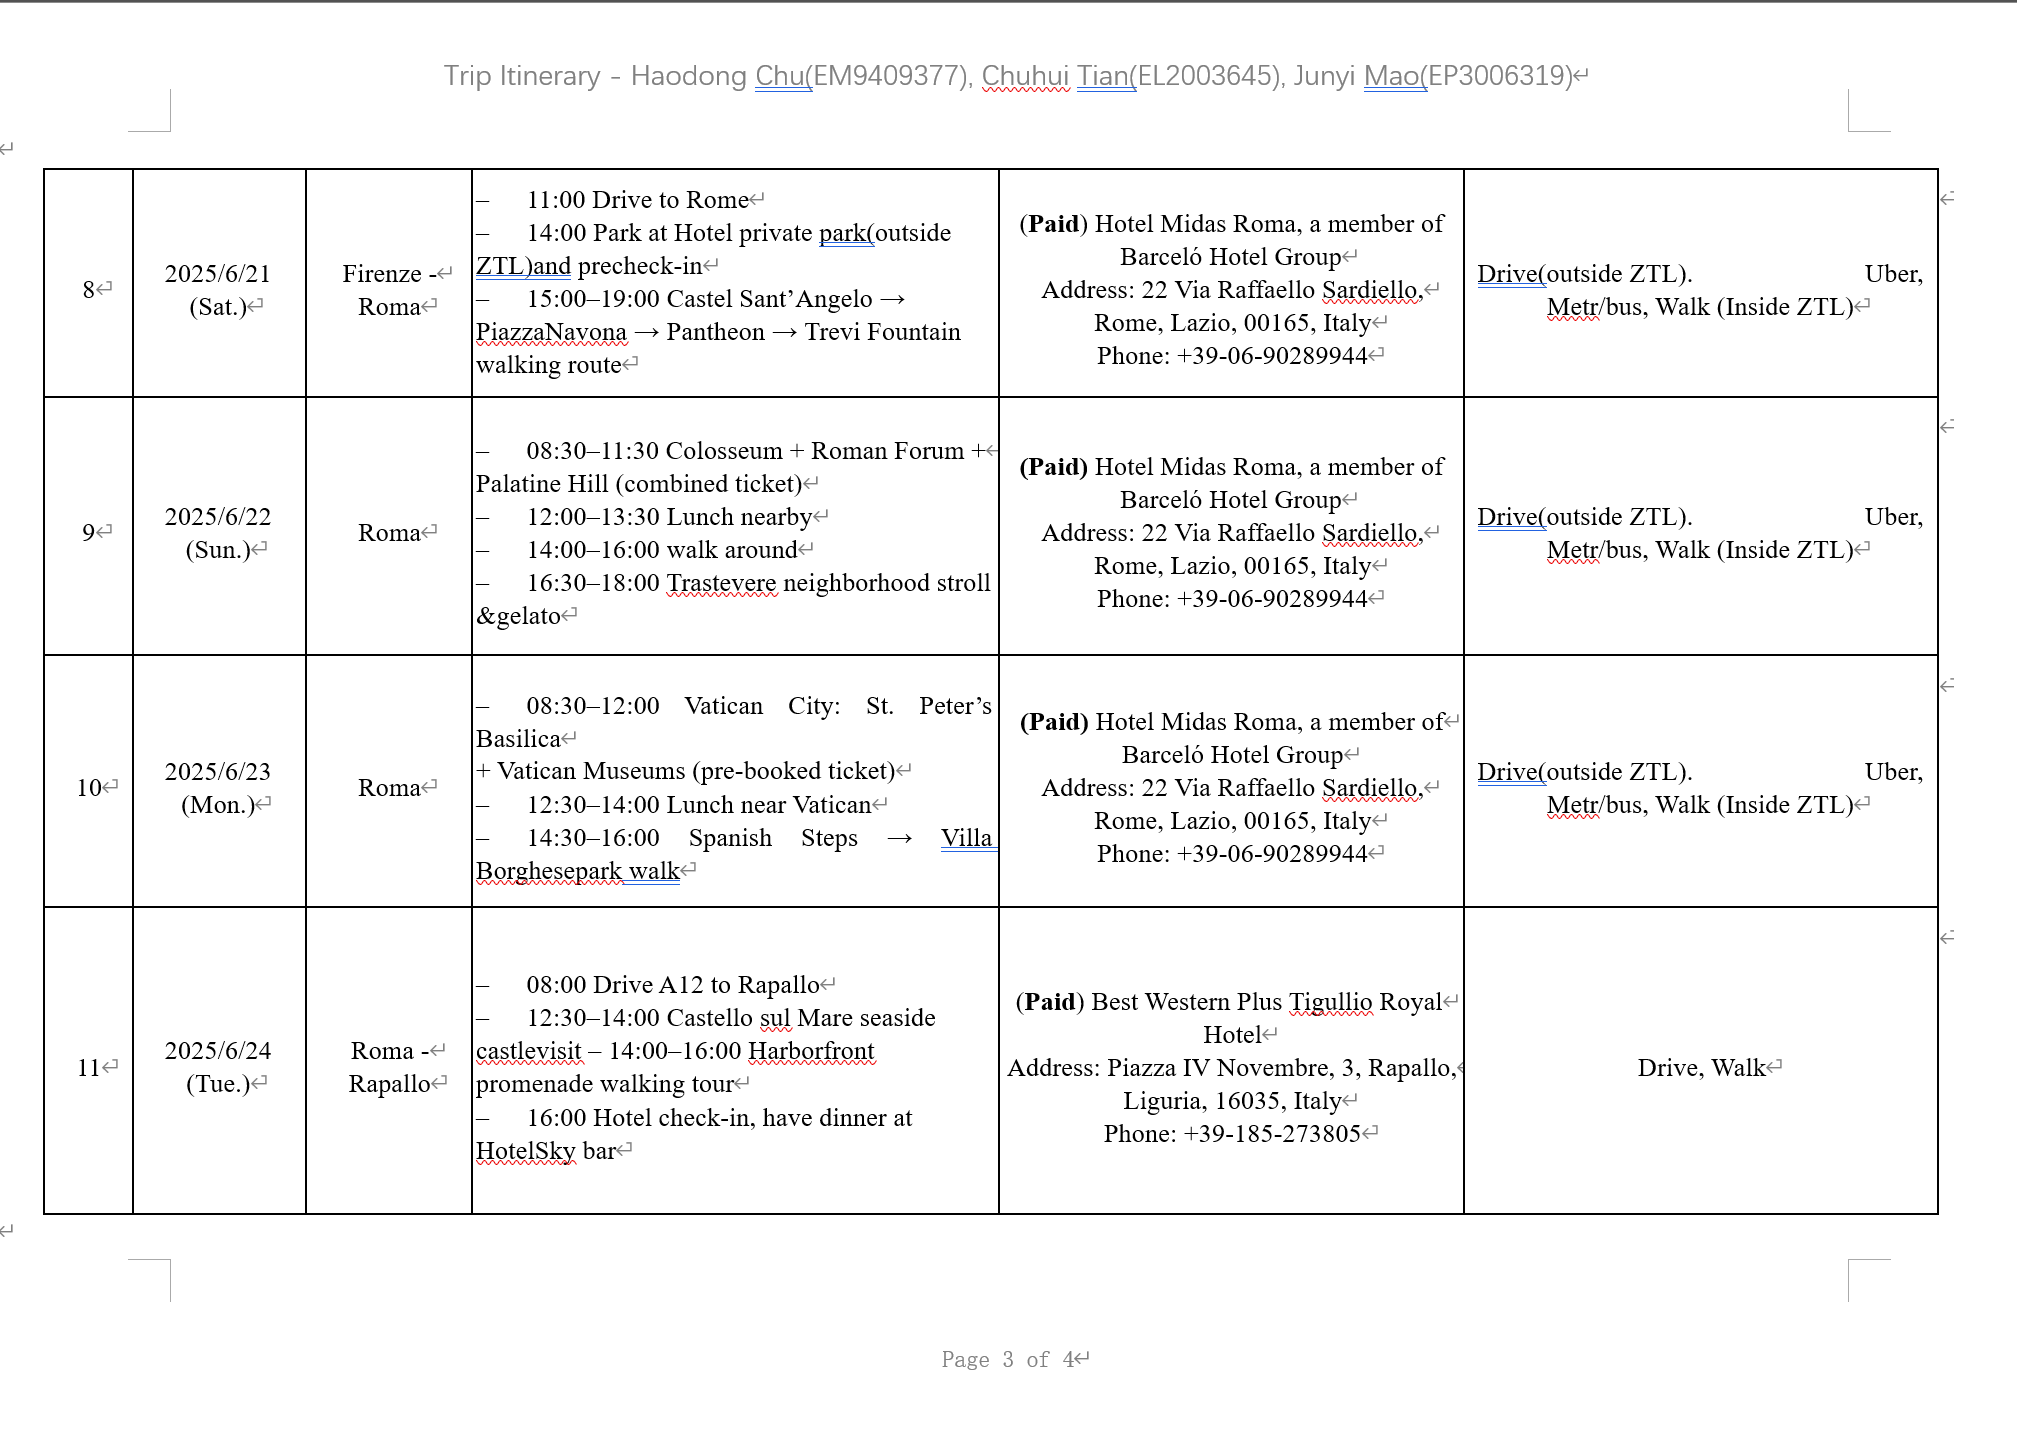 Trip Itinerary - Haodong Chu(EM9409377), Chuhui Tian(EL2003645), Junyi Mao(EP3006319)
8
2025/6/21
(Sat.)
Firenze -
Roma
– 11:00 Drive to Rome
– 14:00 Park at Hotel private park(outside
ZTL)and precheck-in
– 15:00–19:00 Castel Sant’Angelo →
PiazzaNavona → Pantheon → Trevi Fountain
walking route
(Paid) Hotel Midas Roma, a member of
Barceló Hotel Group
Address: 22 Via Raffaello Sardiello,
Rome, Lazio, 00165, Italy
Phone: +39-06-90289944
Drive(outside ZTL). Uber,
Metr/bus, Walk (Inside ZTL)
9
2025/6/22
(Sun.)
Roma
– 08:30–11:30 Colosseum + Roman Forum +
Palatine Hill (combined ticket)
– 12:00–13:30 Lunch nearby
– 14:00–16:00 walk around
– 16:30–18:00 Trastevere neighborhood stroll
&gelato
(Paid) Hotel Midas Roma, a member of
Barceló Hotel Group
Address: 22 Via Raffaello Sardiello,
Rome, Lazio, 00165, Italy
Phone: +39-06-90289944
Drive(outside ZTL). Uber,
Metr/bus, Walk (Inside ZTL)
10
2025/6/23
(Mon.)
Roma
– 08:30–12:00 Vatican City: St. Peter’s
Basilica
+ Vatican Museums (pre-booked ticket)
– 12:30–14:00 Lunch near Vatican
– 14:30–16:00 Spanish Steps → Villa
Borghesepark walk
(Paid) Hotel Midas Roma, a member of
Barceló Hotel Group
Address: 22 Via Raffaello Sardiello,
Rome, Lazio, 00165, Italy
Phone: +39-06-90289944
Drive(outside ZTL). Uber,
Metr/bus, Walk (Inside ZTL)
11
2025/6/24
(Tue.)
Roma -
Rapallo
– 08:00 Drive A12 to Rapallo
– 12:30–14:00 Castello sul Mare seaside
castlevisit – 14:00–16:00 Harborfront
promenade walking tour
– 16:00 Hotel check-in, have dinner at
HotelSky bar
(Paid) Best Western Plus Tigullio Royal
Hotel
Address: Piazza IV Novembre, 3, Rapallo,
Liguria, 16035, Italy
Phone: +39-185-273805
Drive, Walk
Page 3 of 4